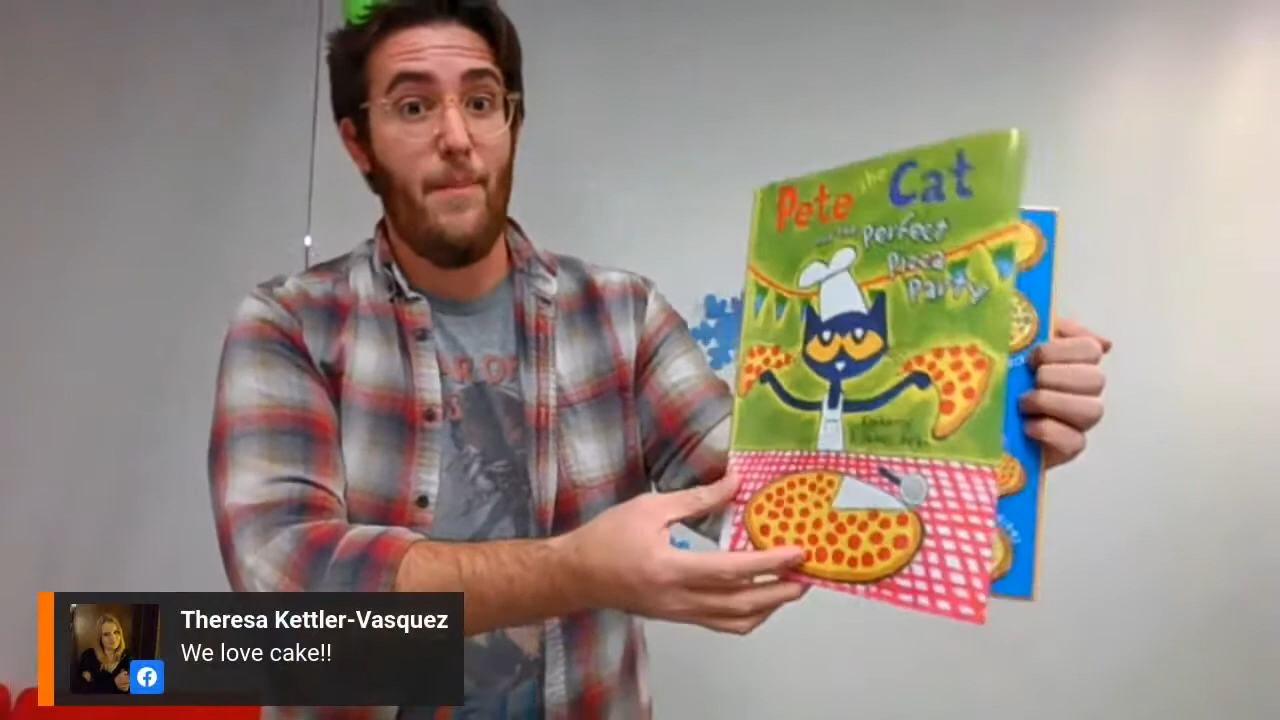 Pete the Cat
and the Perfect
Pizza
Party
Theresa Kettler-Vasquez
We love cake!!